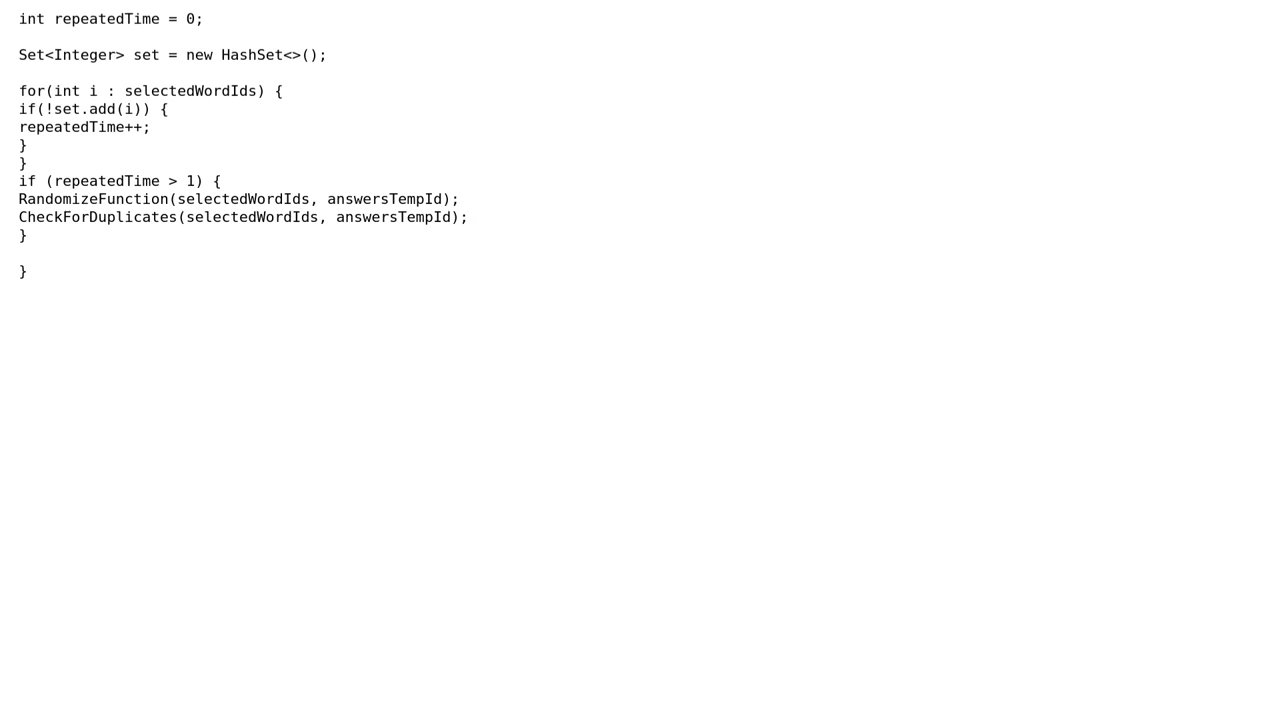 int repeatedTime = 0;
Set<Integer> set = new HashSet<>();
for(int i : selectedWordIds) {
if(!set.add(i)) {
repeatedTime++;
}
}
if (repeatedTime > 1) {
RandomizeFunction(selectedWordIds, answersTempId);
CheckForDuplicates(selectedWordIds, answersTempId);
}
}